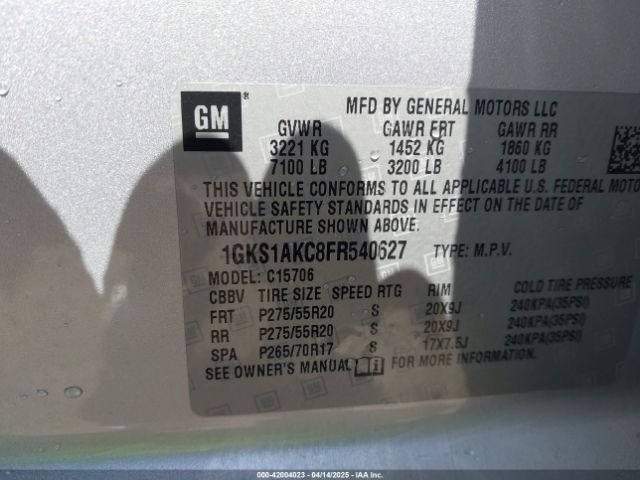 GM ®
MFD BY GENERAL MOTORS LLC
GVWR GAWR FRT GAWR RR
3221 KG 1452 KG 1860 KG
7100 LB 3200 LB 4100 LB
THIS VEHICLE CONFORMS TO ALL APPLICABLE U.S. FEDERAL MOTO
VEHICLE SAFETY STANDARDS IN EFFECT ON THE DATE OF
MANUFACTURE SHOWN ABOVE.
1GKS1AKC8FR540627 TYPE: M.P.V.
MODEL: C15706
CBBV TIRE SIZE SPEED RTG RIM COLD TIRE PRESSURE
FRT P275/55R20 S 20X9J 240KPA(35PSI)
RR P275/55R20 S 20X9J 240KPA(35PSI)
SPA P265/70R17 S 17X7.5J 240KPA(35PSI)
SEE OWNER'S MANUAL FOR MORE INFORMATION.
000-42004023 04/14/2025 IAA Inc.